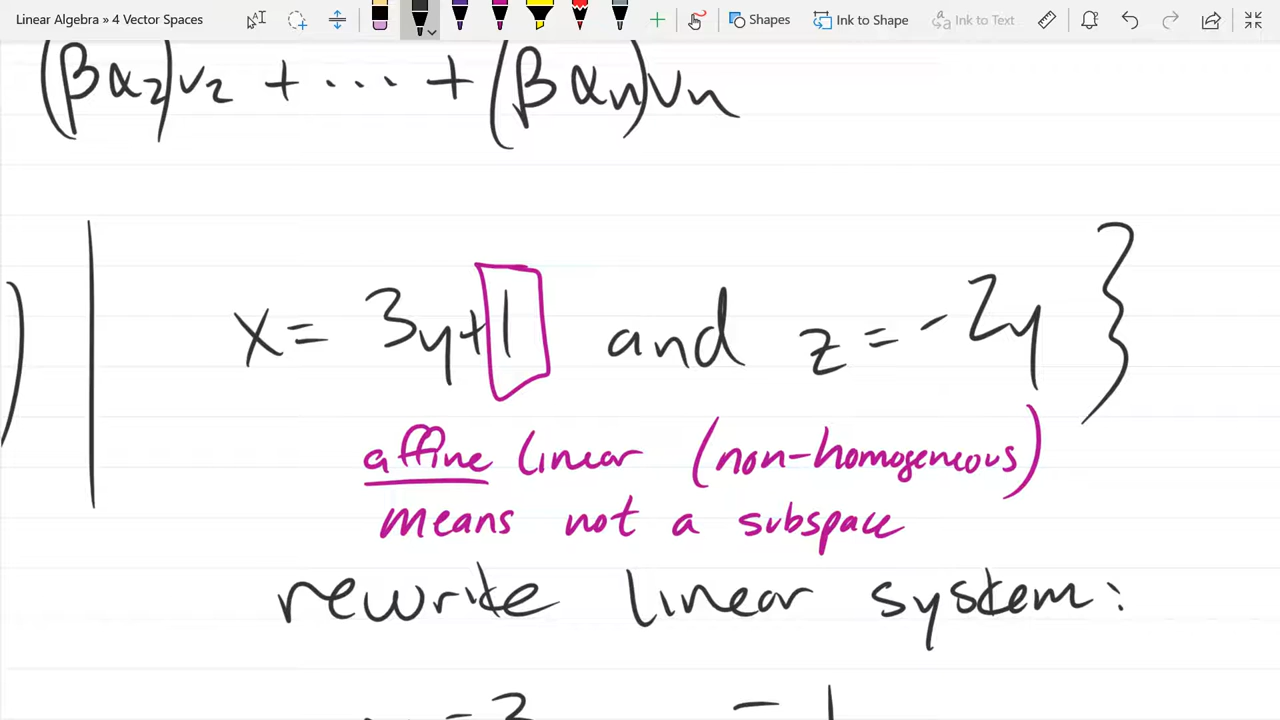 Linear Algebra » 4 Vector Spaces
Shapes
Ink to Shape
Ink to Text
(βα₂)v₂ + ··· + (βαₙ)vₙ
) | x = 3y+1 and z = -2y }
affine linear (non-homogeneous)
means not a subspace
rewrite linear system:
= 1